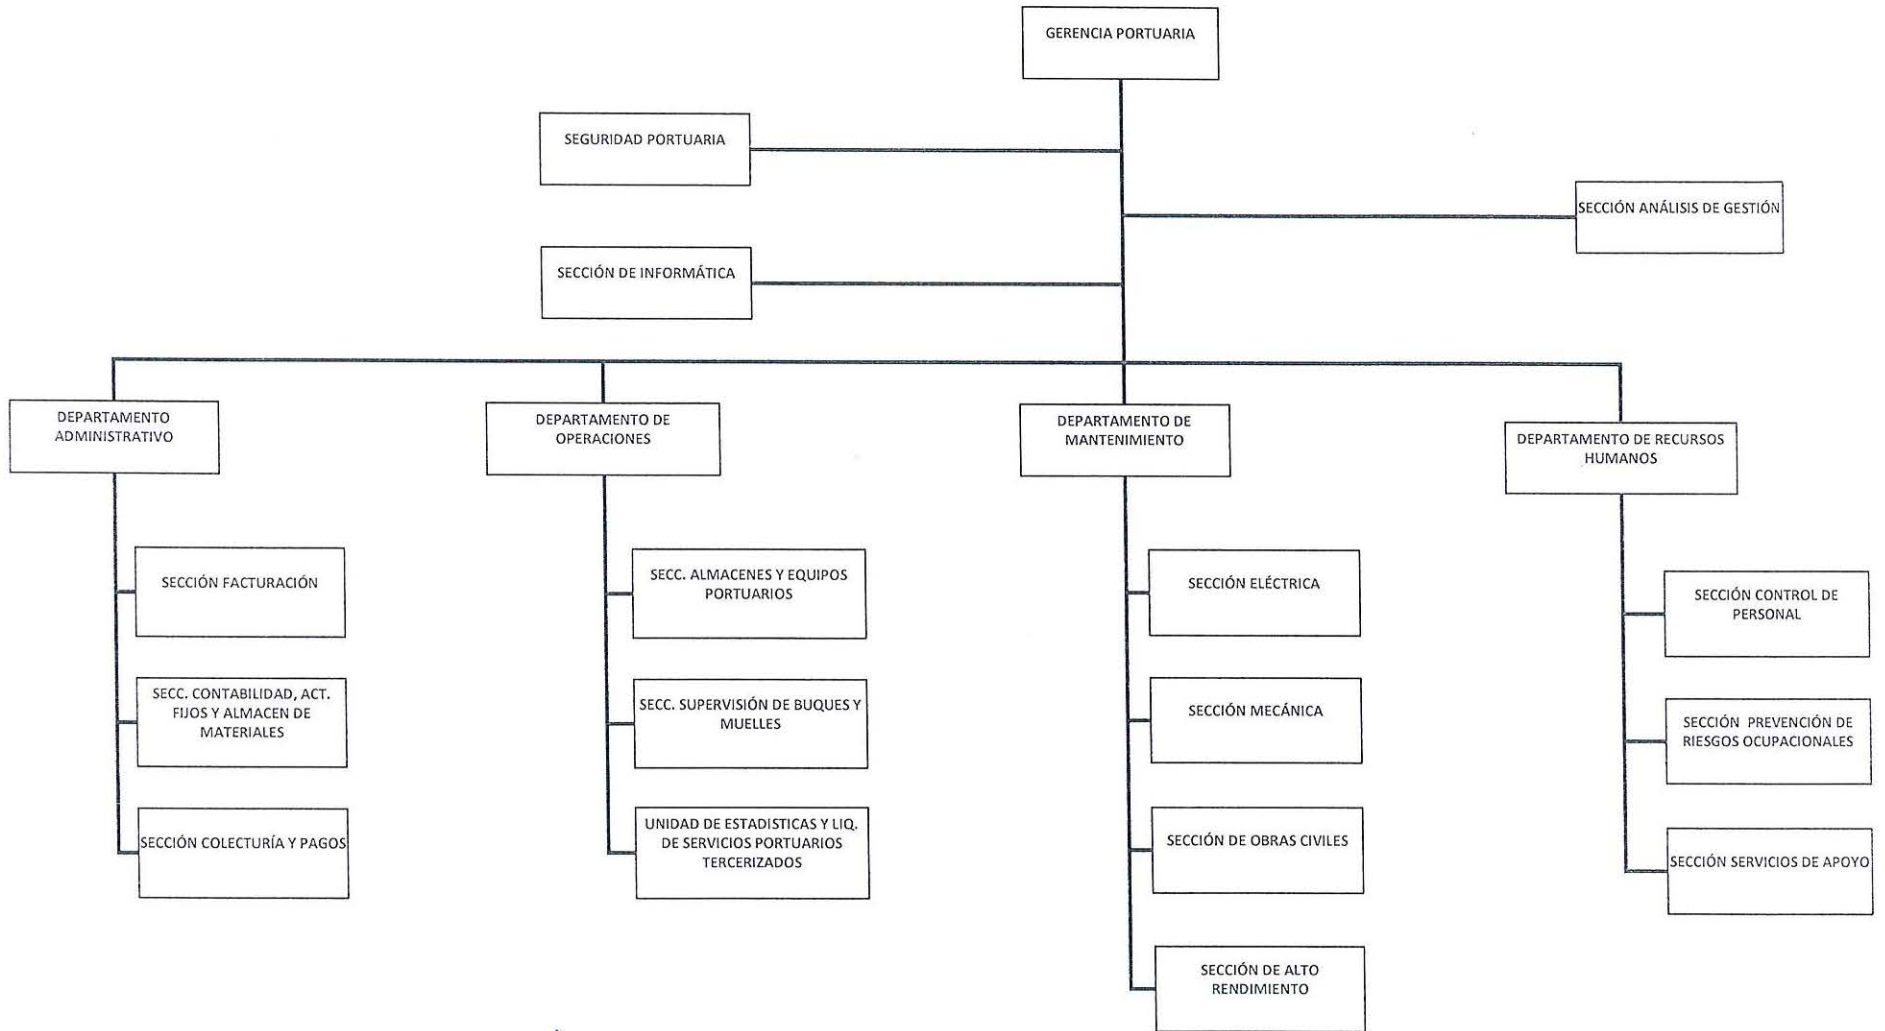 GERENCIA PORTUARIA
SEGURIDAD PORTUARIA
SECCIÓN ANÁLISIS DE GESTIÓN
SECCIÓN DE INFORMÁTICA
DEPARTAMENTO
ADMINISTRATIVO
DEPARTAMENTO DE
OPERACIONES
DEPARTAMENTO DE
MANTENIMIENTO
DEPARTAMENTO DE RECURSOS
HUMANOS
SECCIÓN FACTURACIÓN
SECC. CONTABILIDAD, ACT.
FIJOS Y ALMACEN DE
MATERIALES
SECCIÓN COLECTURÍA Y PAGOS
SECC. ALMACENES Y EQUIPOS
PORTUARIOS
SECC. SUPERVISIÓN DE BUQUES Y
MUELLES
UNIDAD DE ESTADISTICAS Y LIQ.
DE SERVICIOS PORTUARIOS
TERCERIZADOS
SECCIÓN ELÉCTRICA
SECCIÓN MECÁNICA
SECCIÓN DE OBRAS CIVILES
SECCIÓN DE ALTO
RENDIMIENTO
SECCIÓN CONTROL DE
PERSONAL
SECCIÓN PREVENCIÓN DE
RIESGOS OCUPACIONALES
SECCIÓN SERVICIOS DE APOYO